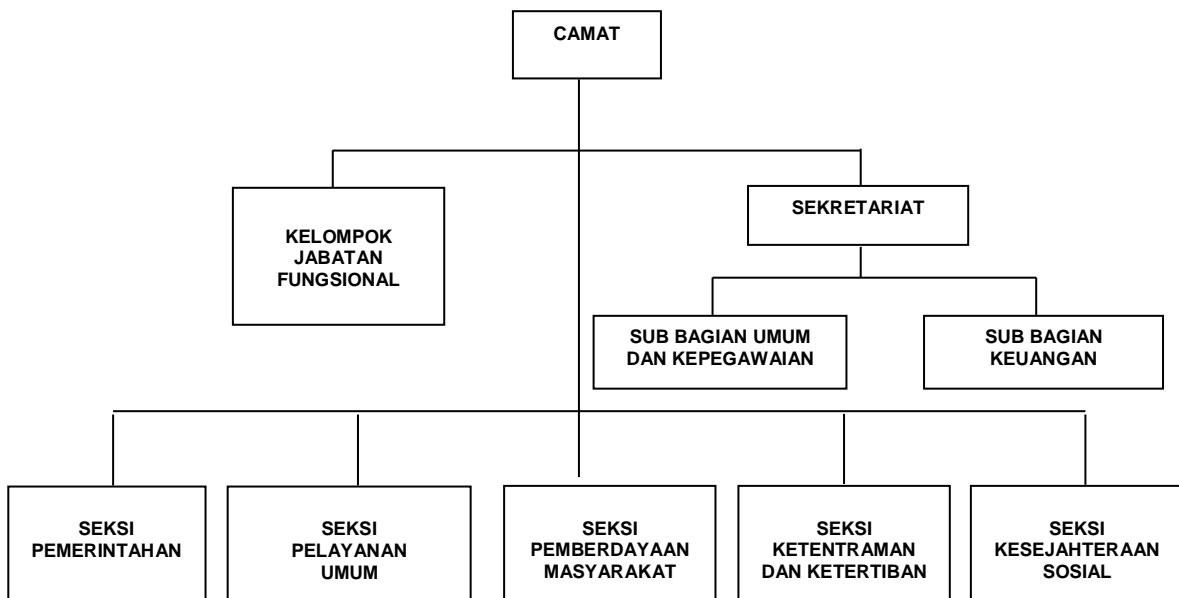 CAMAT
KELOMPOK
JABATAN
FUNGSIONAL
SEKRETARIAT
SUB BAGIAN UMUM
DAN KEPEGAWAIAN
SUB BAGIAN
KEUANGAN
SEKSI
PEMERINTAHAN
SEKSI
PELAYANAN
UMUM
SEKSI
PEMBERDAYAAN
MASYARAKAT
SEKSI
KETENTRAMAN
DAN KETERTIBAN
SEKSI
KESEJAHTERAAN
SOSIAL